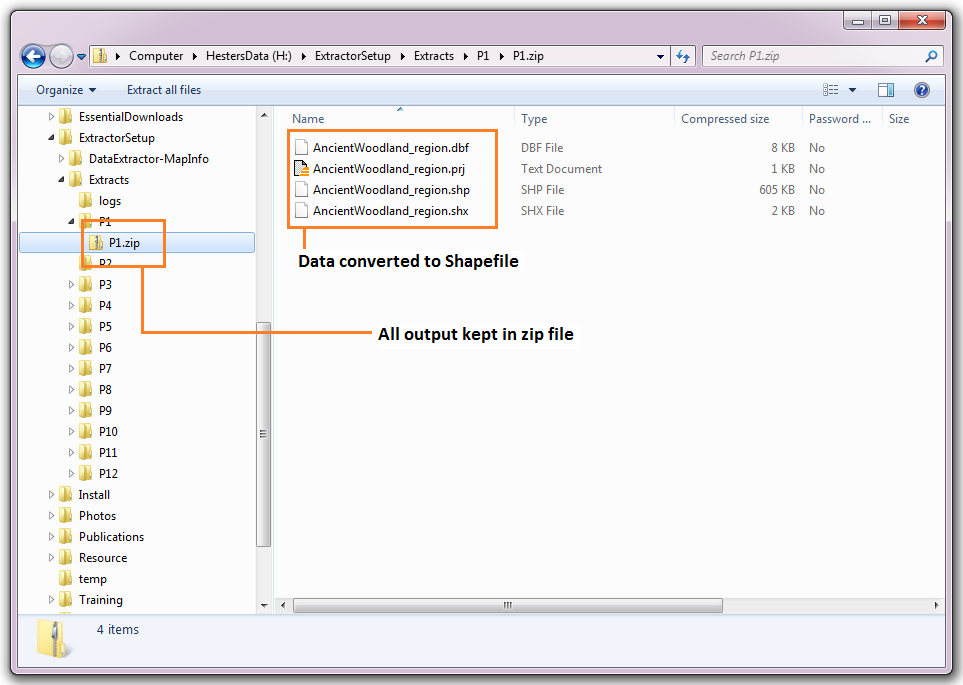 Computer HestersData (H:) ExtractorSetup Extracts P1 P1.zip
Search P1.zip
Organize Extract all files
EssentialDownloads
ExtractorSetup
DataExtractor-MapInfo
Extracts
logs
P1
P1.zip
P2
P3
P4
P5
P6
P7
P8
P9
P10
P11
P12
Install
Photos
Publications
Resource
temp
Training
Name Type Compressed size Password ... Size
AncientWoodland_region.dbf DBF File 8 KB No
AncientWoodland_region.prj Text Document 1 KB No
AncientWoodland_region.shp SHP File 605 KB No
AncientWoodland_region.shx SHX File 2 KB No
Data converted to Shapefile
All output kept in zip file
4 items